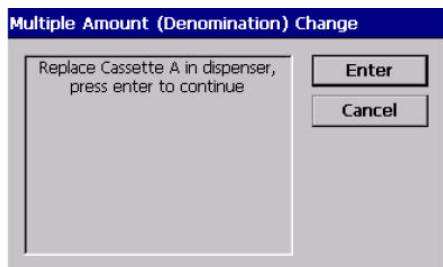 Multiple Amount (Denomination) Change
Replace Cassette A in dispenser,
press enter to continue
Enter
Cancel